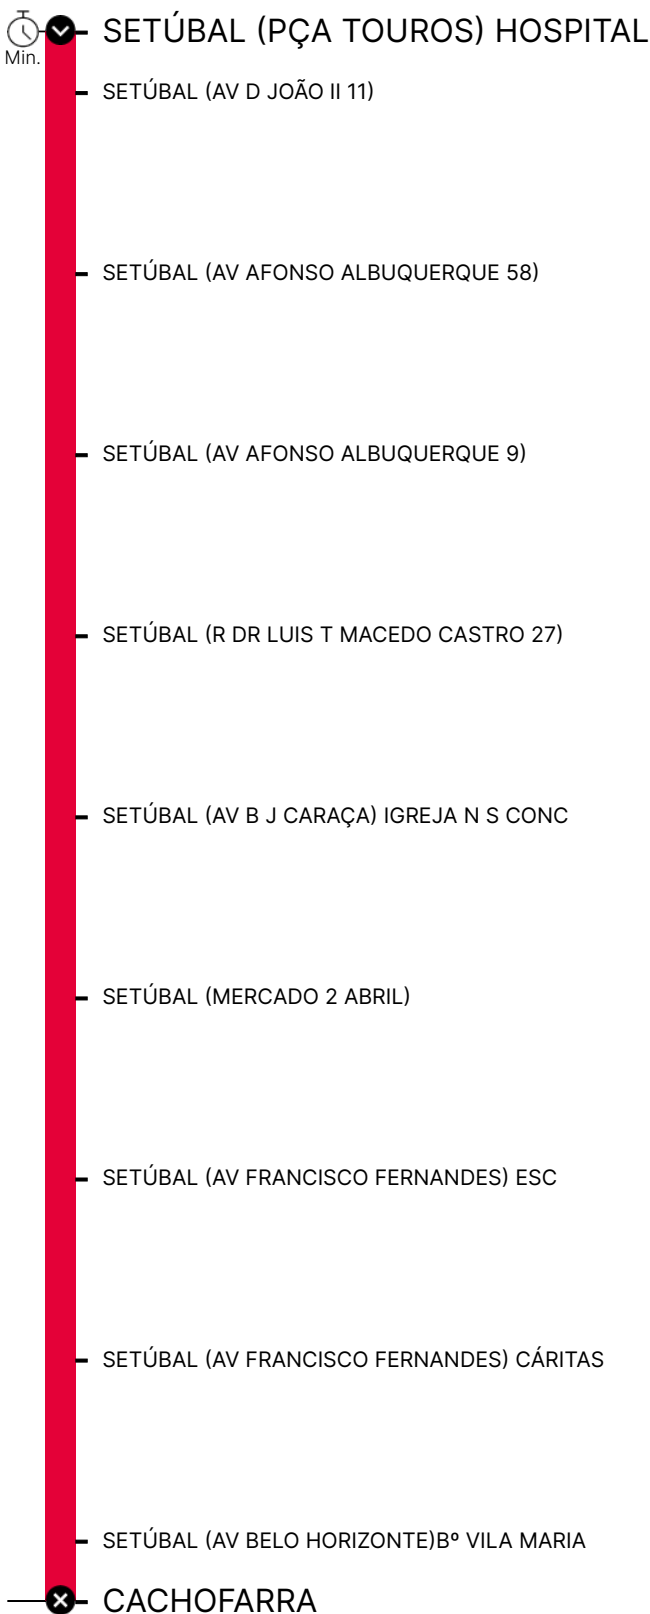 SETÚBAL (PÇA TOUROS) HOSPITAL
Min.
SETÚBAL (AV D JOÃO II 11)
SETÚBAL (AV AFONSO ALBUQUERQUE 58)
SETÚBAL (AV AFONSO ALBUQUERQUE 9)
SETÚBAL (R DR LUIS T MACEDO CASTRO 27)
SETÚBAL (AV B J CARAÇA) IGREJA N S CONC
SETÚBAL (MERCADO 2 ABRIL)
SETÚBAL (AV FRANCISCO FERNANDES) ESC
SETÚBAL (AV FRANCISCO FERNANDES) CÁRITAS
SETÚBAL (AV BELO HORIZONTE)Bº VILA MARIA
CACHOFARRA